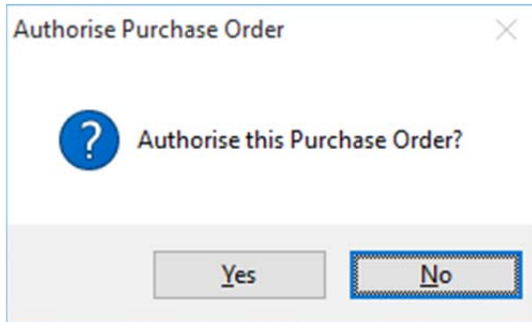 Authorise Purchase Order
Authorise this Purchase Order?
Yes
No